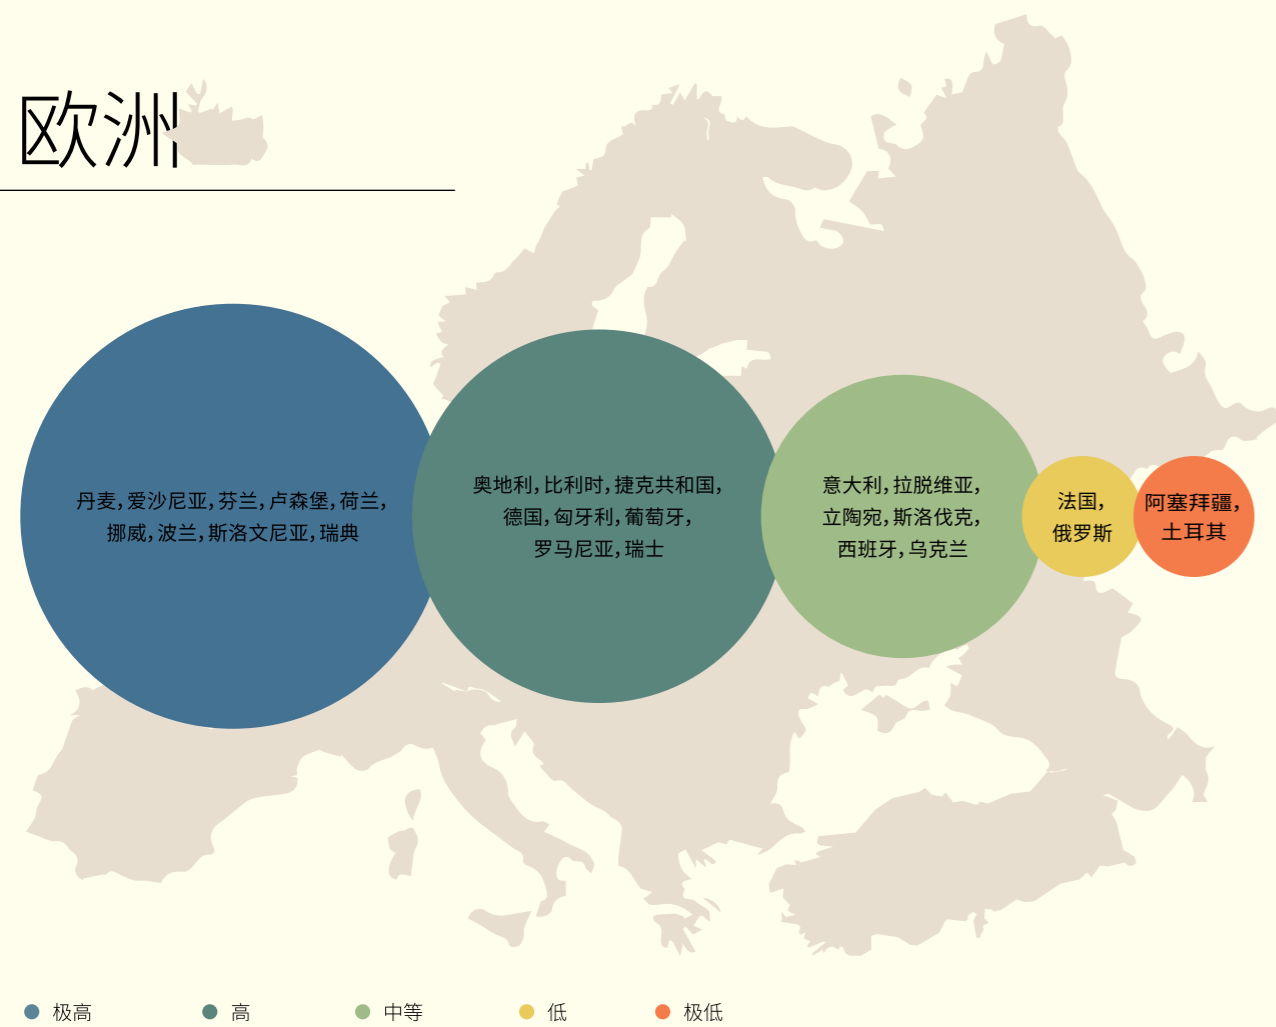 欧洲
丹麦，爱沙尼亚，芬兰，卢森堡，荷兰，
挪威，波兰，斯洛文尼亚，瑞典
奥地利，比利时，捷克共和国，
德国，匈牙利，葡萄牙，
罗马尼亚，瑞士
意大利，拉脱维亚，
立陶宛，斯洛伐克，
西班牙，乌克兰
法国，
俄罗斯
阿塞拜疆，
土耳其
极高
高
中等
低
极低